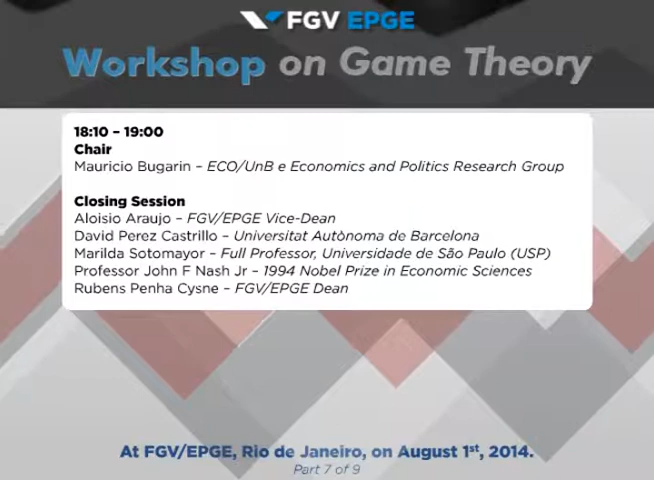 FGV EPGE
Workshop on Game Theory
18:10 – 19:00
Chair
Mauricio Bugarin – ECO/UnB e Economics and Politics Research Group
Closing Session
Aloisio Araujo – FGV/EPGE Vice-Dean
David Perez Castrillo – Universitat Autònoma de Barcelona
Marilda Sotomayor – Full Professor, Universidade de São Paulo (USP)
Professor John F Nash Jr – 1994 Nobel Prize in Economic Sciences
Rubens Penha Cysne – FGV/EPGE Dean
At FGV/EPGE, Rio de Janeiro, on August 1st, 2014.
Part 7 of 9